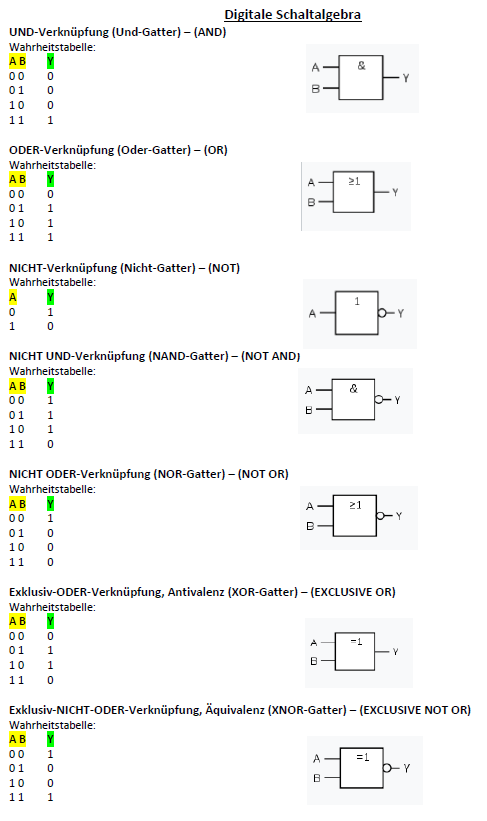 Digitale Schaltalgebra
UND-Verknüpfung (Und-Gatter) – (AND)
Wahrheitstabelle:
A B Y
0 0 0
0 1 0
1 0 0
1 1 1
A & Y
B
ODER-Verknüpfung (Oder-Gatter) – (OR)
Wahrheitstabelle:
A B Y
0 0 0
0 1 1
1 0 1
1 1 1
A ≥1 Y
B
NICHT-Verknüpfung (Nicht-Gatter) – (NOT)
Wahrheitstabelle:
A Y
0 1
1 0
1
A Y
NICHT UND-Verknüpfung (NAND-Gatter) – (NOT AND)
Wahrheitstabelle:
A B Y
0 0 1
0 1 1
1 0 1
1 1 0
A & Y
B
NICHT ODER-Verknüpfung (NOR-Gatter) – (NOT OR)
Wahrheitstabelle:
A B Y
0 0 1
0 1 0
1 0 0
1 1 0
A ≥1 Y
B
Exklusiv-ODER-Verknüpfung, Antivalenz (XOR-Gatter) – (EXCLUSIVE OR)
Wahrheitstabelle:
A B Y
0 0 0
0 1 1
1 0 1
1 1 0
A =1 Y
B
Exklusiv-NICHT-ODER-Verknüpfung, Äquivalenz (XNOR-Gatter) – (EXCLUSIVE NOT OR)
Wahrheitstabelle:
A B Y
0 0 1
0 1 0
1 0 0
1 1 1
A =1 Y
B